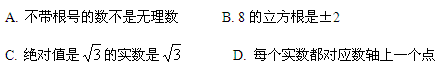 A. 不带根号的数不是无理数 B. 8 的立方根是±2
C. 绝对值是√3的实数是√3 D. 每个实数都对应数轴上一个点